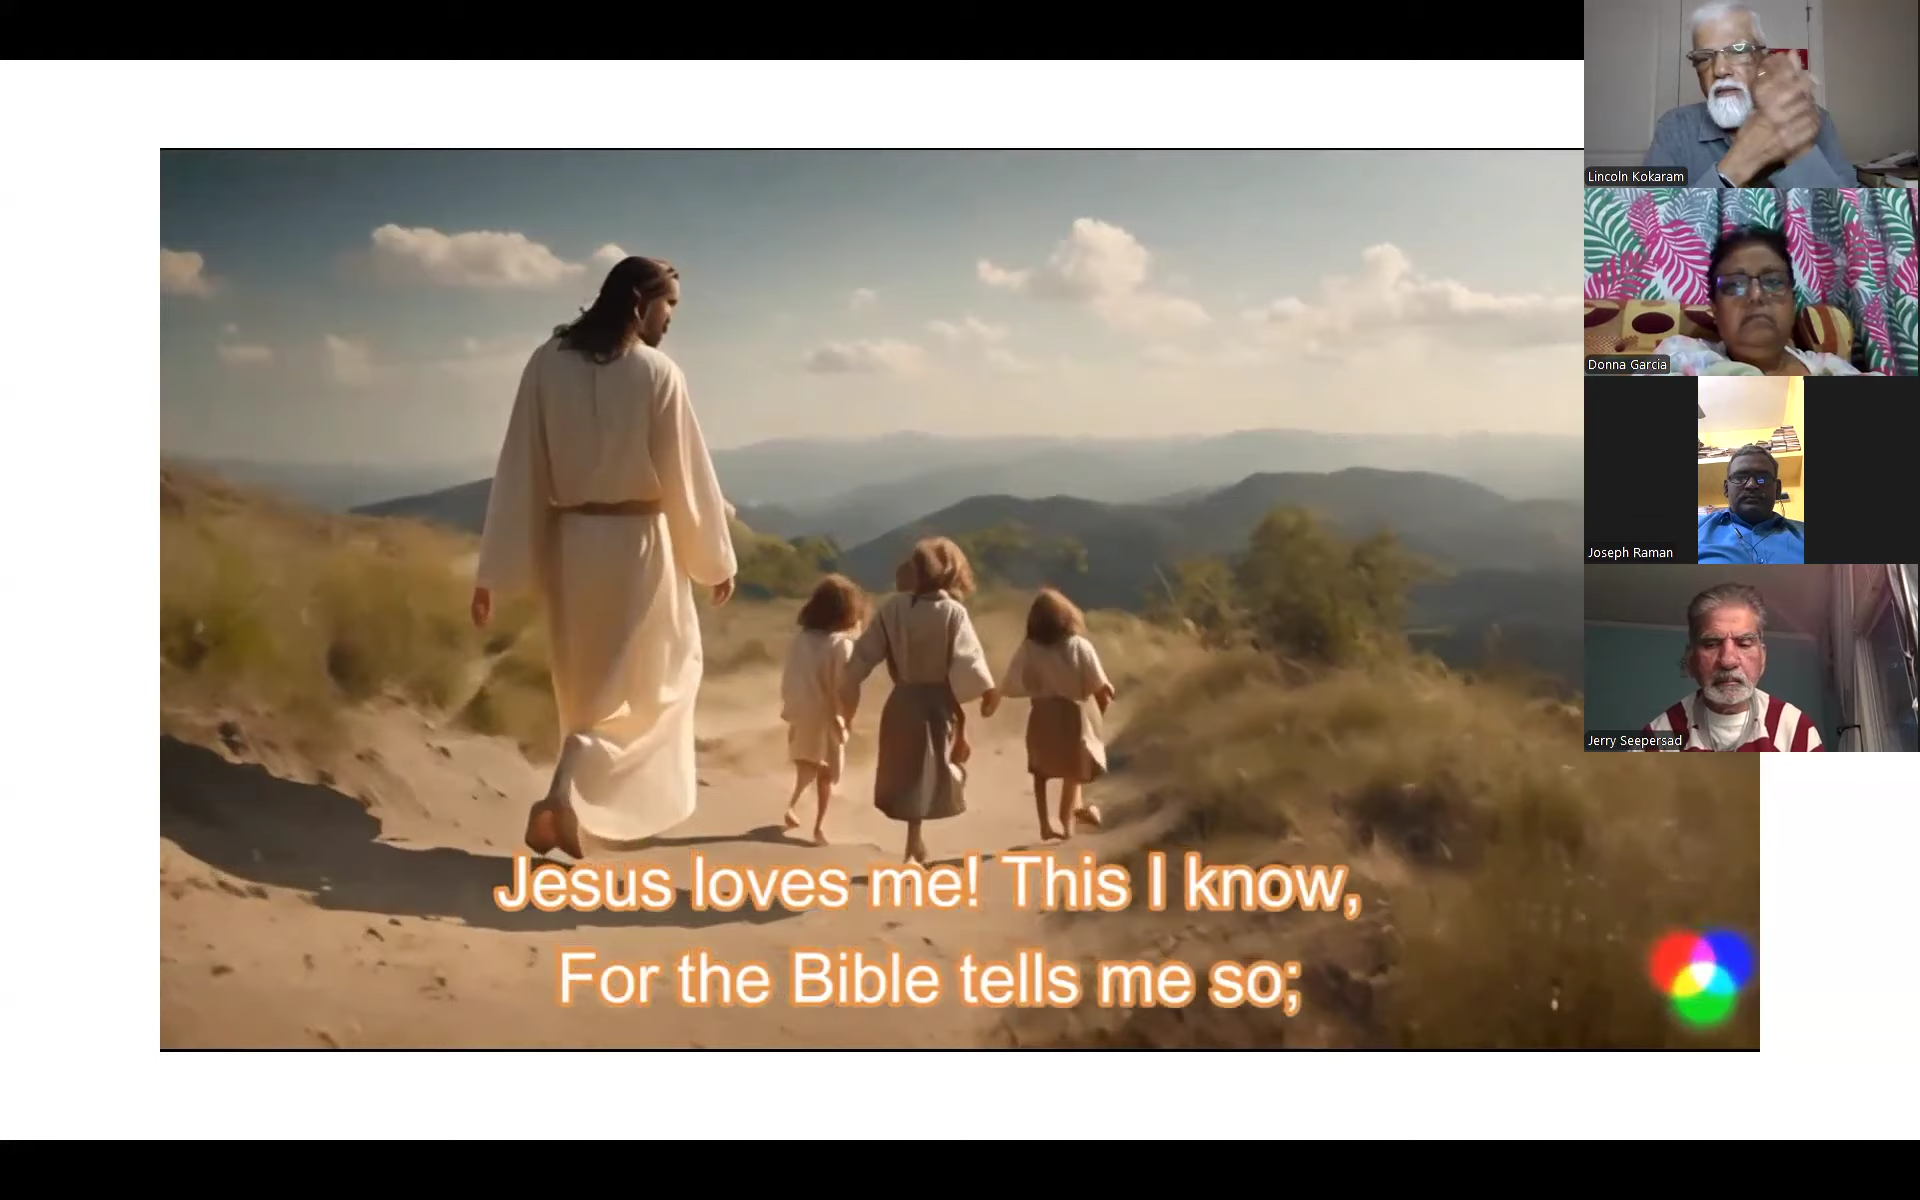 Lincoln Kokaram
Donna Garcia
Joseph Raman
Jerry Seepersad
Jesus loves me! This I know,
For the Bible tells me so;